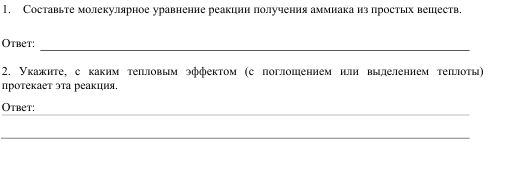 1. Составьте молекулярное уравнение реакции получения аммиака из простых веществ.
Ответ:
2. Укажите, с каким тепловым эффектом (с поглощением или выделением теплоты)
протекает эта реакция.
Ответ: